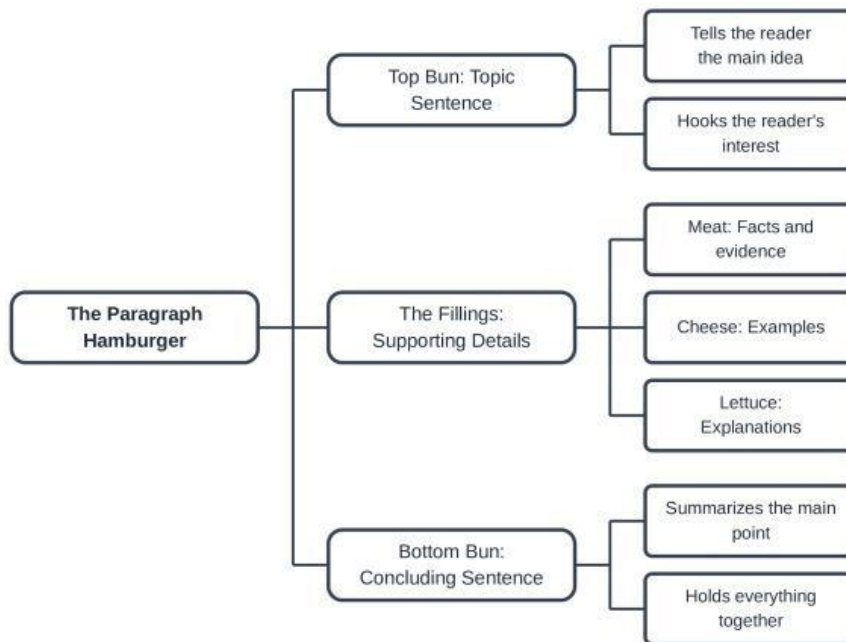 The Paragraph
Hamburger
Top Bun: Topic
Sentence
Tells the reader
the main idea
Hooks the reader's
interest
The Fillings:
Supporting Details
Meat: Facts and
evidence
Cheese: Examples
Lettuce:
Explanations
Bottom Bun:
Concluding Sentence
Summarizes the main
point
Holds everything
together